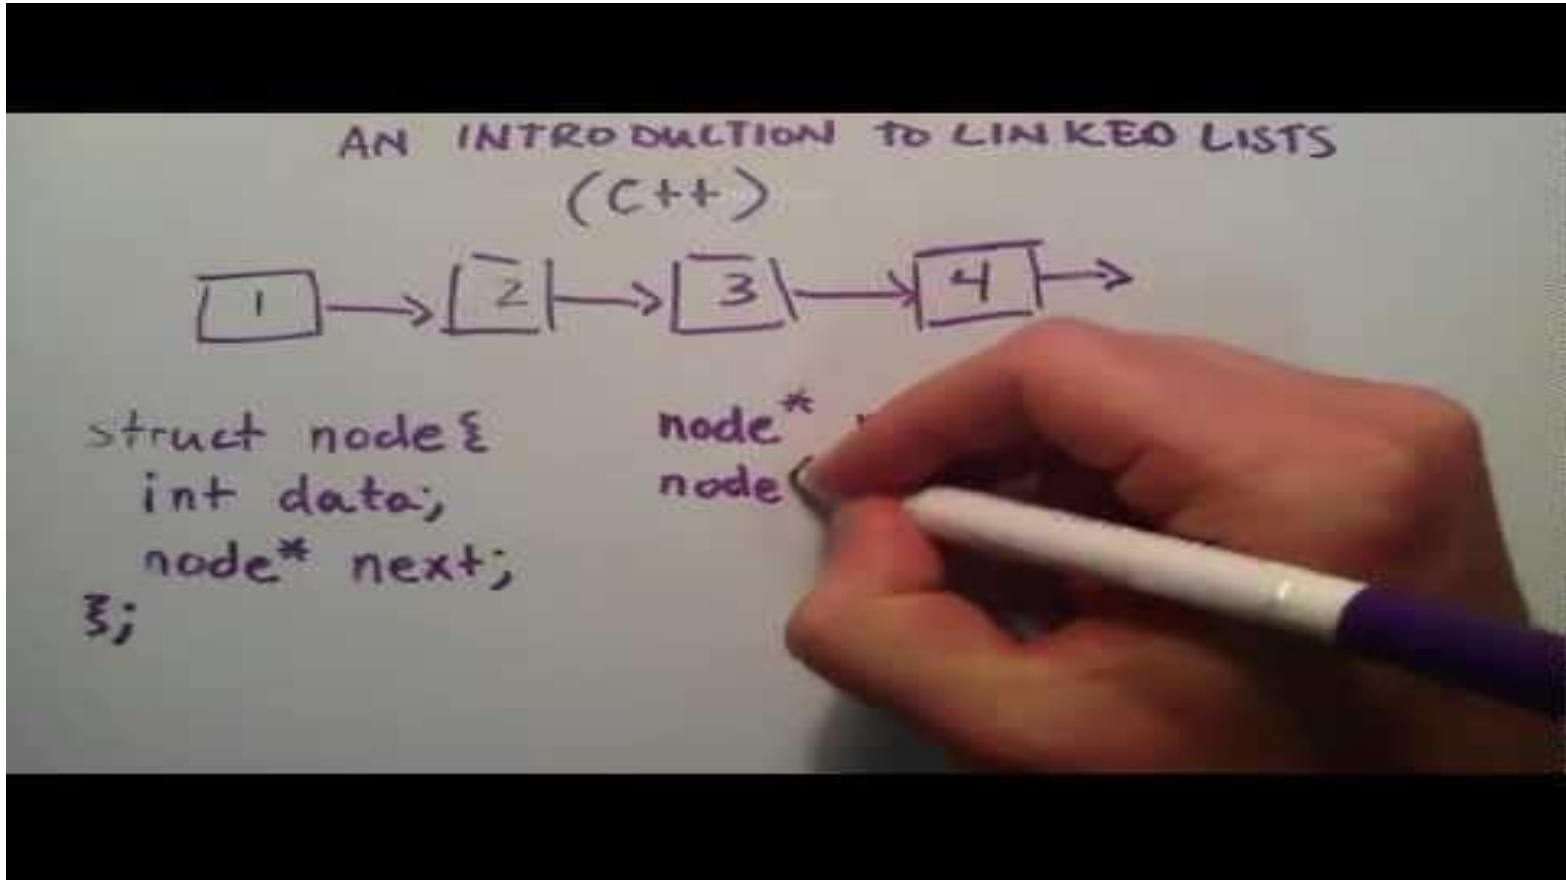 AN INTRODUCTION TO LINKED LISTS
(C++)
1 2 3 4
struct node{
int data;
node* next;
};
node*
node